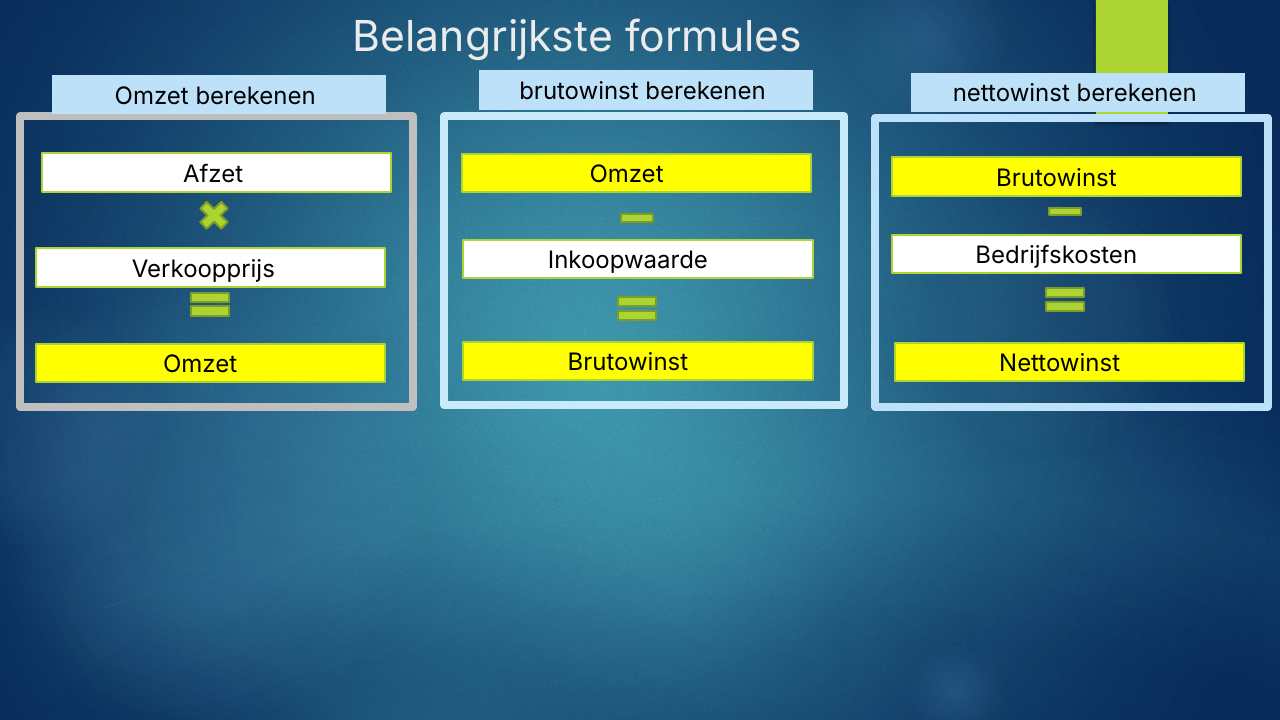 Belangrijkste formules
Omzet berekenen
Afzet
Verkoopprijs
Omzet
brutowinst berekenen
Omzet
Inkoopwaarde
Brutowinst
nettowinst berekenen
Brutowinst
Bedrijfskosten
Nettowinst